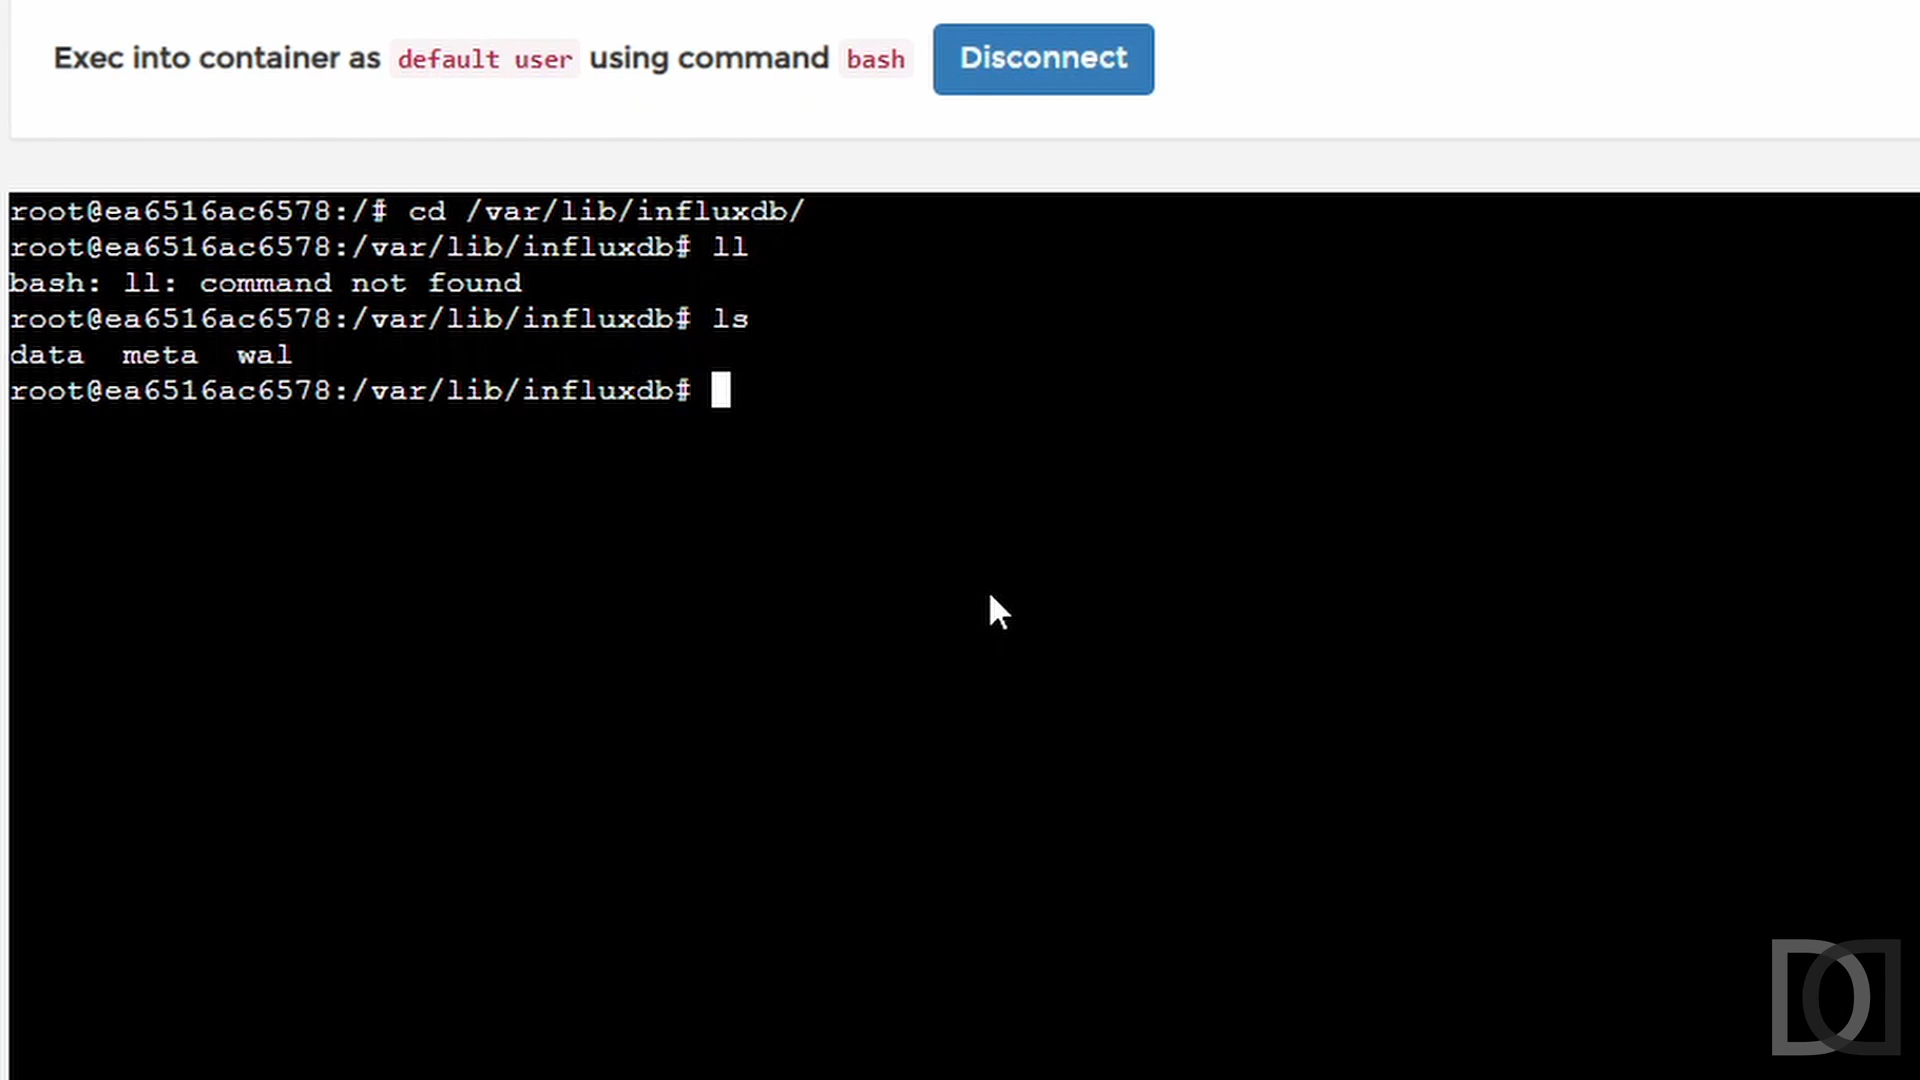 Exec into container as default user using command bash Disconnect
root@ea6516ac6578:/# cd /var/lib/influxdb/
root@ea6516ac6578:/var/lib/influxdb# ll
bash: ll: command not found
root@ea6516ac6578:/var/lib/influxdb# ls
data  meta  wal
root@ea6516ac6578:/var/lib/influxdb#